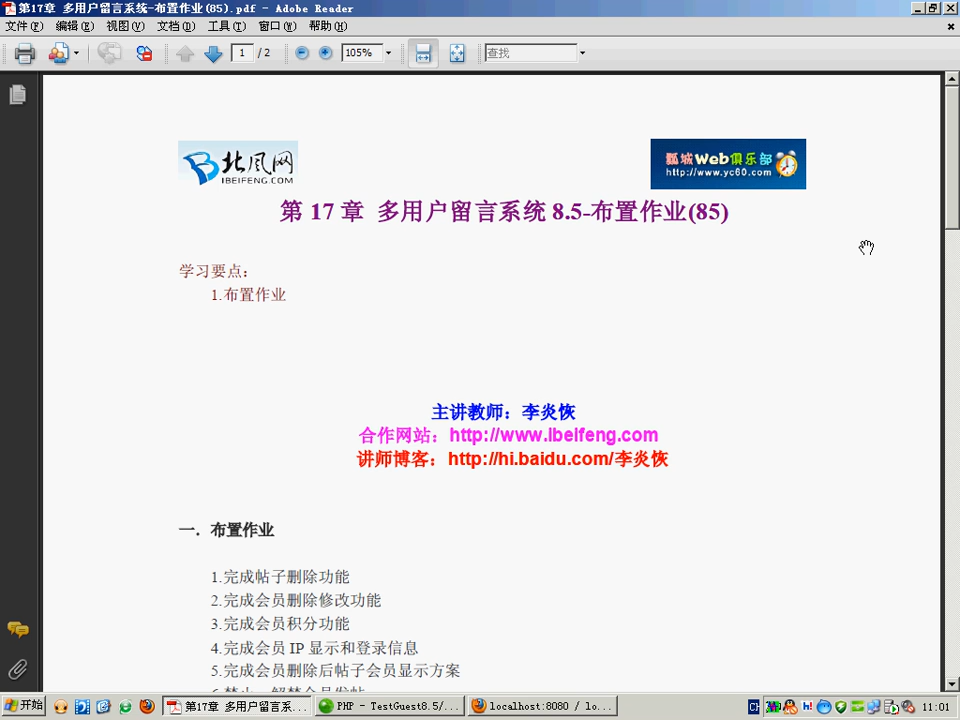 第17章 多用户留言系统-布置作业(85).pdf - Adobe Reader
文件(F) 编辑(E) 视图(V) 文档(D) 工具(T) 窗口(W) 帮助(H)
1 / 2 105% 查找
北风网
IBEIFENG.COM
瓢城Web俱乐部
http://www.yc60.com
第 17 章 多用户留言系统 8.5-布置作业(85)
学习要点：
1.布置作业
主讲教师：李炎恢
合作网站：http://www.ibeifeng.com
讲师博客：http://hi.baidu.com/李炎恢
一．布置作业
1.完成帖子删除功能
2.完成会员删除修改功能
3.完成会员积分功能
4.完成会员 IP 显示和登录信息
5.完成会员删除后帖子会员显示方案
开始 第17章 多用户留言系... PHP - TestGuest8.5/... localhost:8080 / lo... CH 11:01